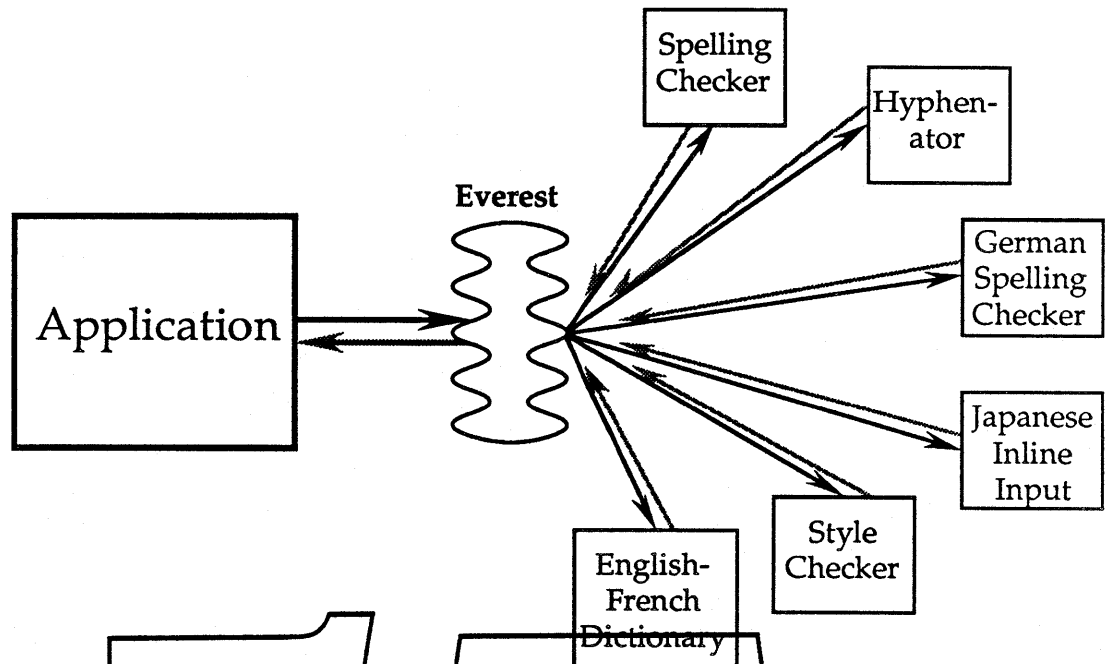 Spelling
Checker
Hyphen-
ator
Everest
German
Spelling
Checker
Application
Japanese
Inline
Input
Style
Checker
English-
French
Dictionary